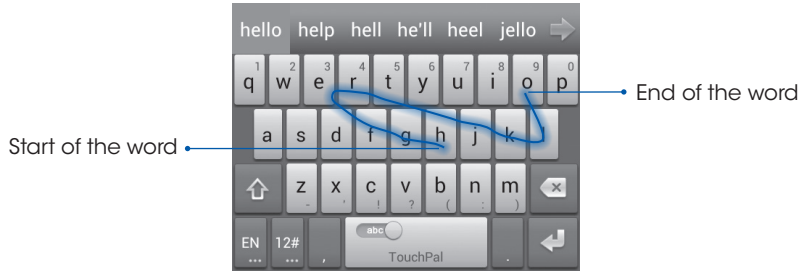 hello help hell he'll heel jello
1 2 3 4 5 6 7 8 9 0
q w e r t y u i o p
End of the word
a s d f g h j k l
Start of the word
z x c v b n m
- ' ! ? ( : )
abc
EN 12# , .
... ... TouchPal